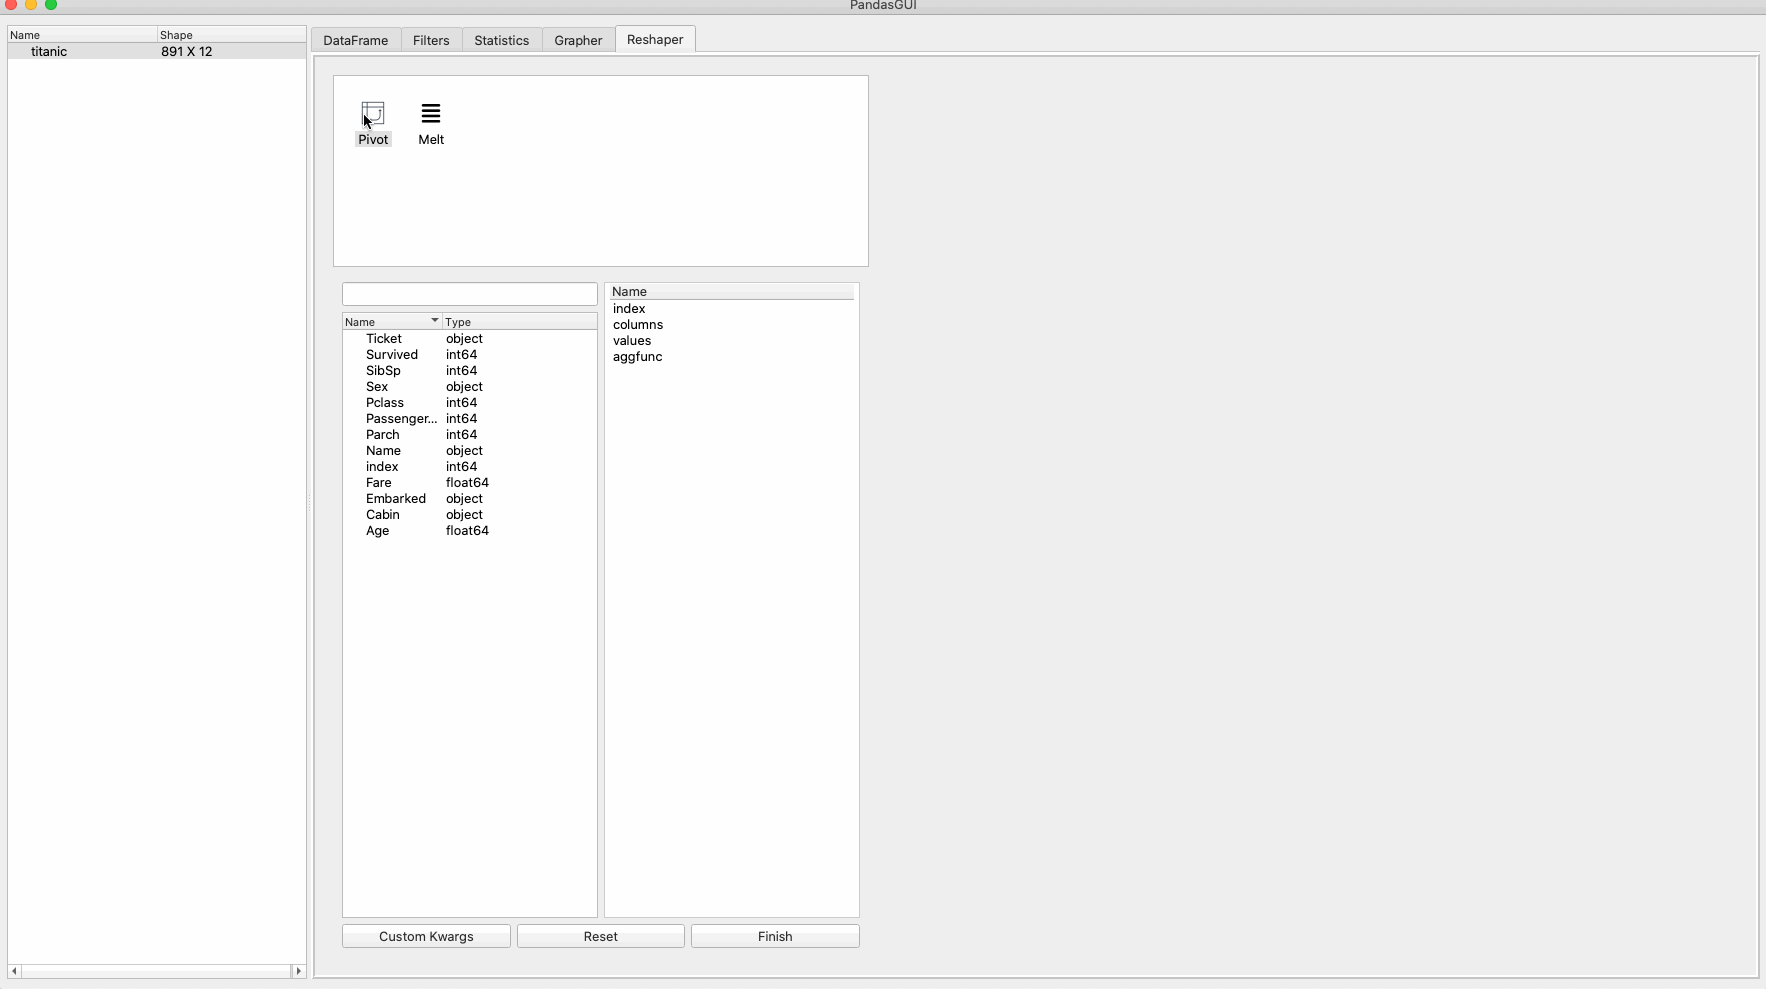 PandasGUI
Name Shape
titanic 891 X 12
DataFrame Filters Statistics Grapher Reshaper
Pivot Melt
Name Type
Ticket object
Survived int64
SibSp int64
Sex object
Pclass int64
Passenger... int64
Parch int64
Name object
index int64
Fare float64
Embarked object
Cabin object
Age float64
Name
index
columns
values
aggfunc
Custom Kwargs Reset Finish